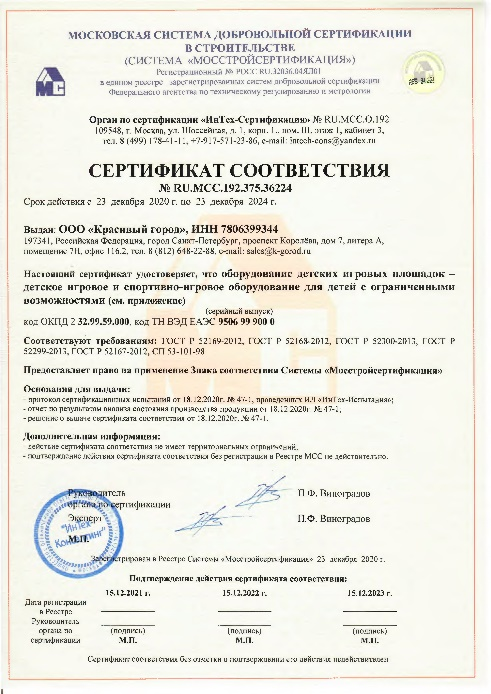 МОСКОВСКАЯ СИСТЕМА ДОБРОВОЛЬНОЙ СЕРТИФИКАЦИИ
В СТРОИТЕЛЬСТВЕ
(СИСТЕМА «МОССТРОЙСЕРТИФИКАЦИЯ»)
Регистрационный № РОСС RU.32036.04ЯЛ01
в едином реестре зарегистрированных систем добровольной сертификации
Федерального агентства по техническому регулированию и метрологии
МС
Орган по сертификации «ИнТех-Сертификация» № RU.MCC.O.192
109548, г. Москва, ул. Шоссейная, д. 1, корп. 1., пом. III, этаж 1, кабинет 3,
тел. 8 (499) 178-41-11, +7-917-571-23-86, e-mail: intech-cons@yandex.ru
СЕРТИФИКАТ СООТВЕТСТВИЯ
№ RU.MCC.192.375.36224
Срок действия с 23 декабря 2020 г. по 23 декабря 2024 г.
Выдан: ООО «Красивый город», ИНН 7806399344
197341, Российская Федерация, город Санкт-Петербург, проспект Королёва, дом 7, литера А,
помещение 7Н, офис 116.2, тел. 8 (812) 648-22-88, e-mail: sales@k-gorod.ru
Настоящий сертификат удостоверяет, что оборудование детских игровых площадок –
детское игровое и спортивно-игровое оборудование для детей с ограниченными
возможностями (см. приложение)
(серийный выпуск)
код ОКПД 2 32.99.59.000, код ТН ВЭД ЕАЭС 9506 99 900 0
Соответствуют требованиям: ГОСТ Р 52169-2012, ГОСТ Р 52168-2012, ГОСТ Р 52300-2013, ГОСТ Р
52299-2013, ГОСТ Р 52167-2012, СП 53-101-98
Предоставляет право на применение Знака соответствия Системы «Мосстройсертификация»
Основания для выдачи:
- протокол сертификационных испытаний от 18.12.2020г. № 47-1, проведенных ИЛ «ИнТех-Испытания»;
- отчет по результатам анализа состояния производства продукции от 18.12.2020г. № 47-1;
- решение о выдаче сертификата соответствия от 18.12.2020г. № 47-1.
Дополнительная информация:
- действие сертификата соответствия не имеет территориальных ограничений.
- подтверждение действия сертификата соответствия без регистрации в Реестре МСС не действительно.
Руководитель
органа по сертификации П.Ф. Виноградов
Эксперт П.Ф. Виноградов
М.П.
"ИнТех
Консалтинг"
Зарегистрирован в Реестре Системы «Мосстройсертификация» 23 декабря 2020 г.
Подтверждение действия сертификата соответствия:
15.12.2021 г. 15.12.2022 г. 15.12.2023 г.
Дата регистрации
в Реестре
Руководитель
органа по
сертификации
(подпись) (подпись) (подпись)
М.П. М.П. М.П.
Сертификат соответствия без отметки о подтверждении его действия недействителен